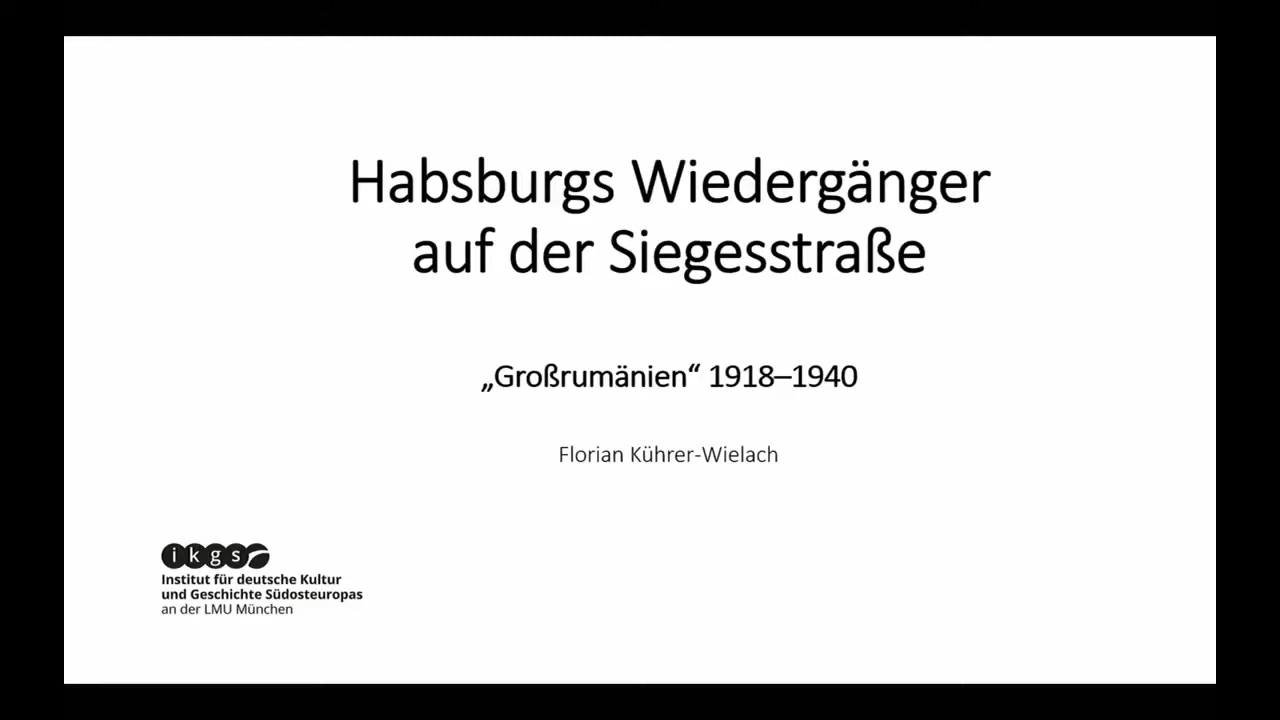 Habsburgs Wiedergänger
auf der Siegesstraße
„Großrumänien“ 1918–1940
Florian Kührer-Wielach
ikgs
Institut für deutsche Kultur
und Geschichte Südosteuropas
an der LMU München